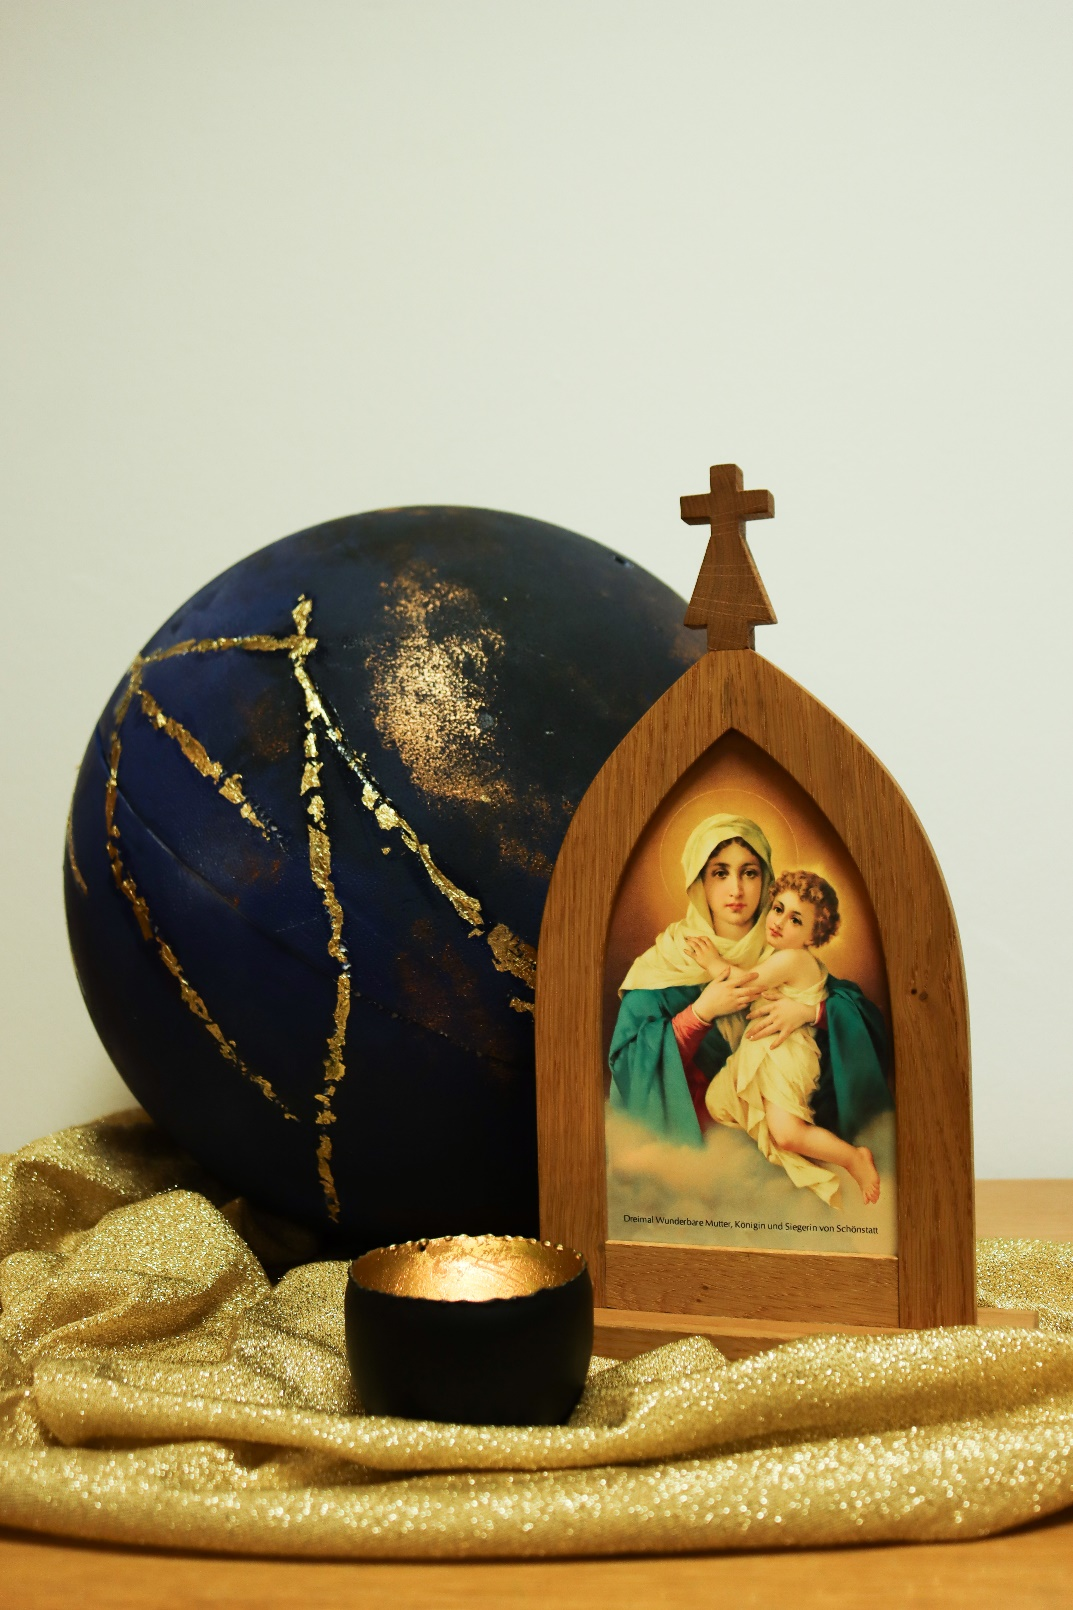 Dreimal Wunderbare Mutter, Königin und Siegerin von Schönstatt